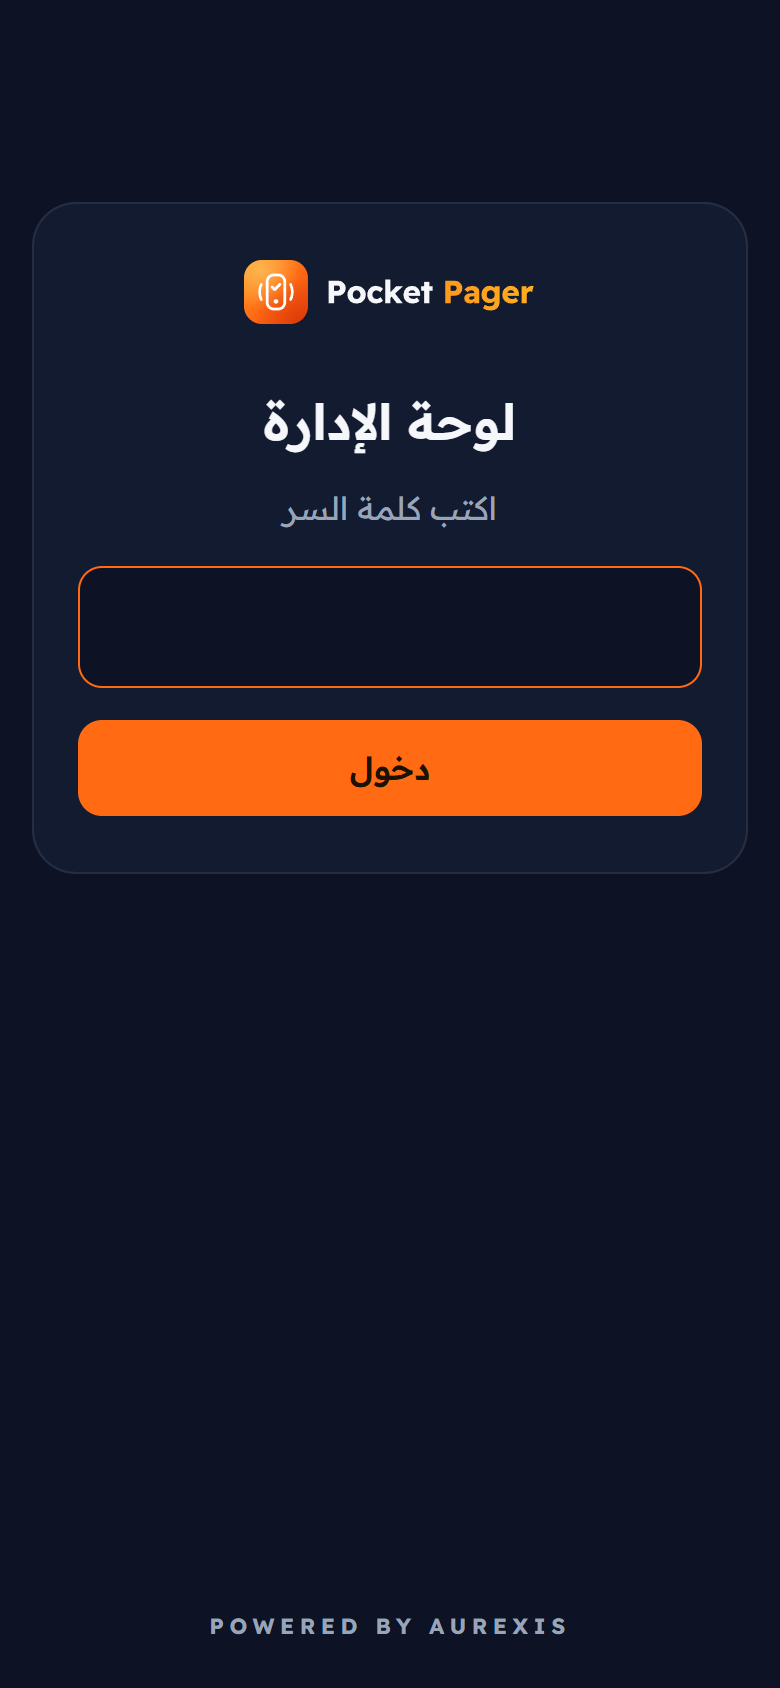 Pocket Pager
لوحة الإدارة
اكتب كلمة السر
دخول
POWERED BY AUREXIS